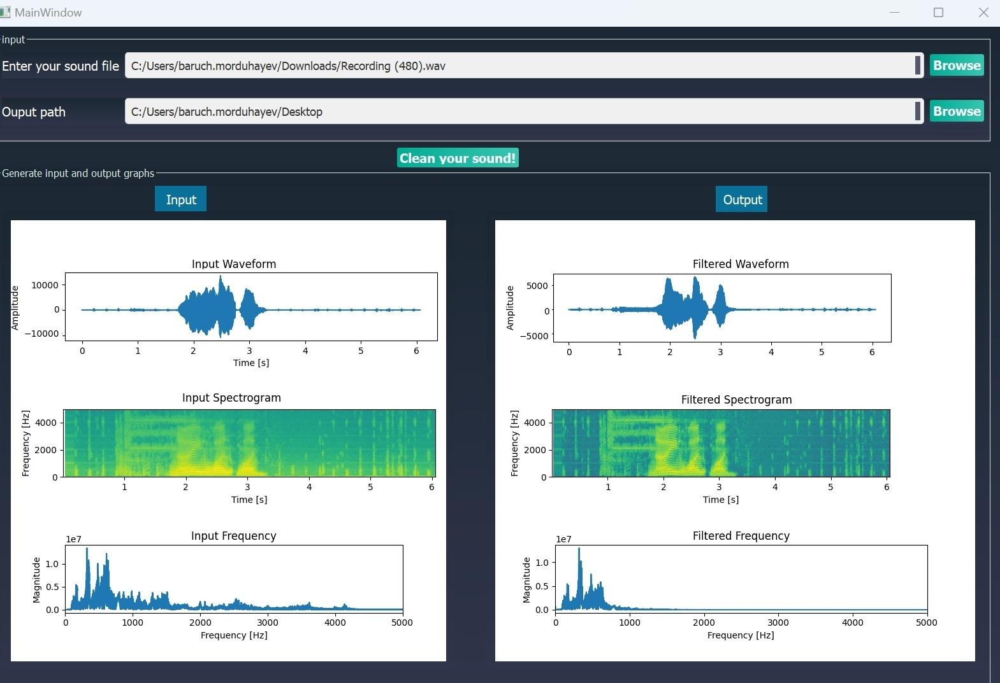 MainWindow
input
Enter your sound file C:/Users/baruch.morduhayev/Downloads/Recording (480).wav Browse
Ouput path C:/Users/baruch.morduhayev/Desktop Browse
Clean your sound!
Generate input and output graphs
Input
Output
Input Waveform
Amplitude
10000
0
−10000
0 1 2 3 4 5 6
Time [s]
Input Spectrogram
Frequency [Hz]
4000
2000
0
1 2 3 4 5 6
Time [s]
Input Frequency
1e7
Magnitude
1.0
0.5
0.0
0 1000 2000 3000 4000 5000
Frequency [Hz]
Filtered Waveform
Amplitude
5000
0
−5000
0 1 2 3 4 5 6
Filtered Spectrogram
Frequency [Hz]
4000
2000
0
1 2 3 4 5 6
Time [s]
Filtered Frequency
1e7
Magnitude
1.0
0.5
0.0
0 1000 2000 3000 4000 5000
Frequency [Hz]